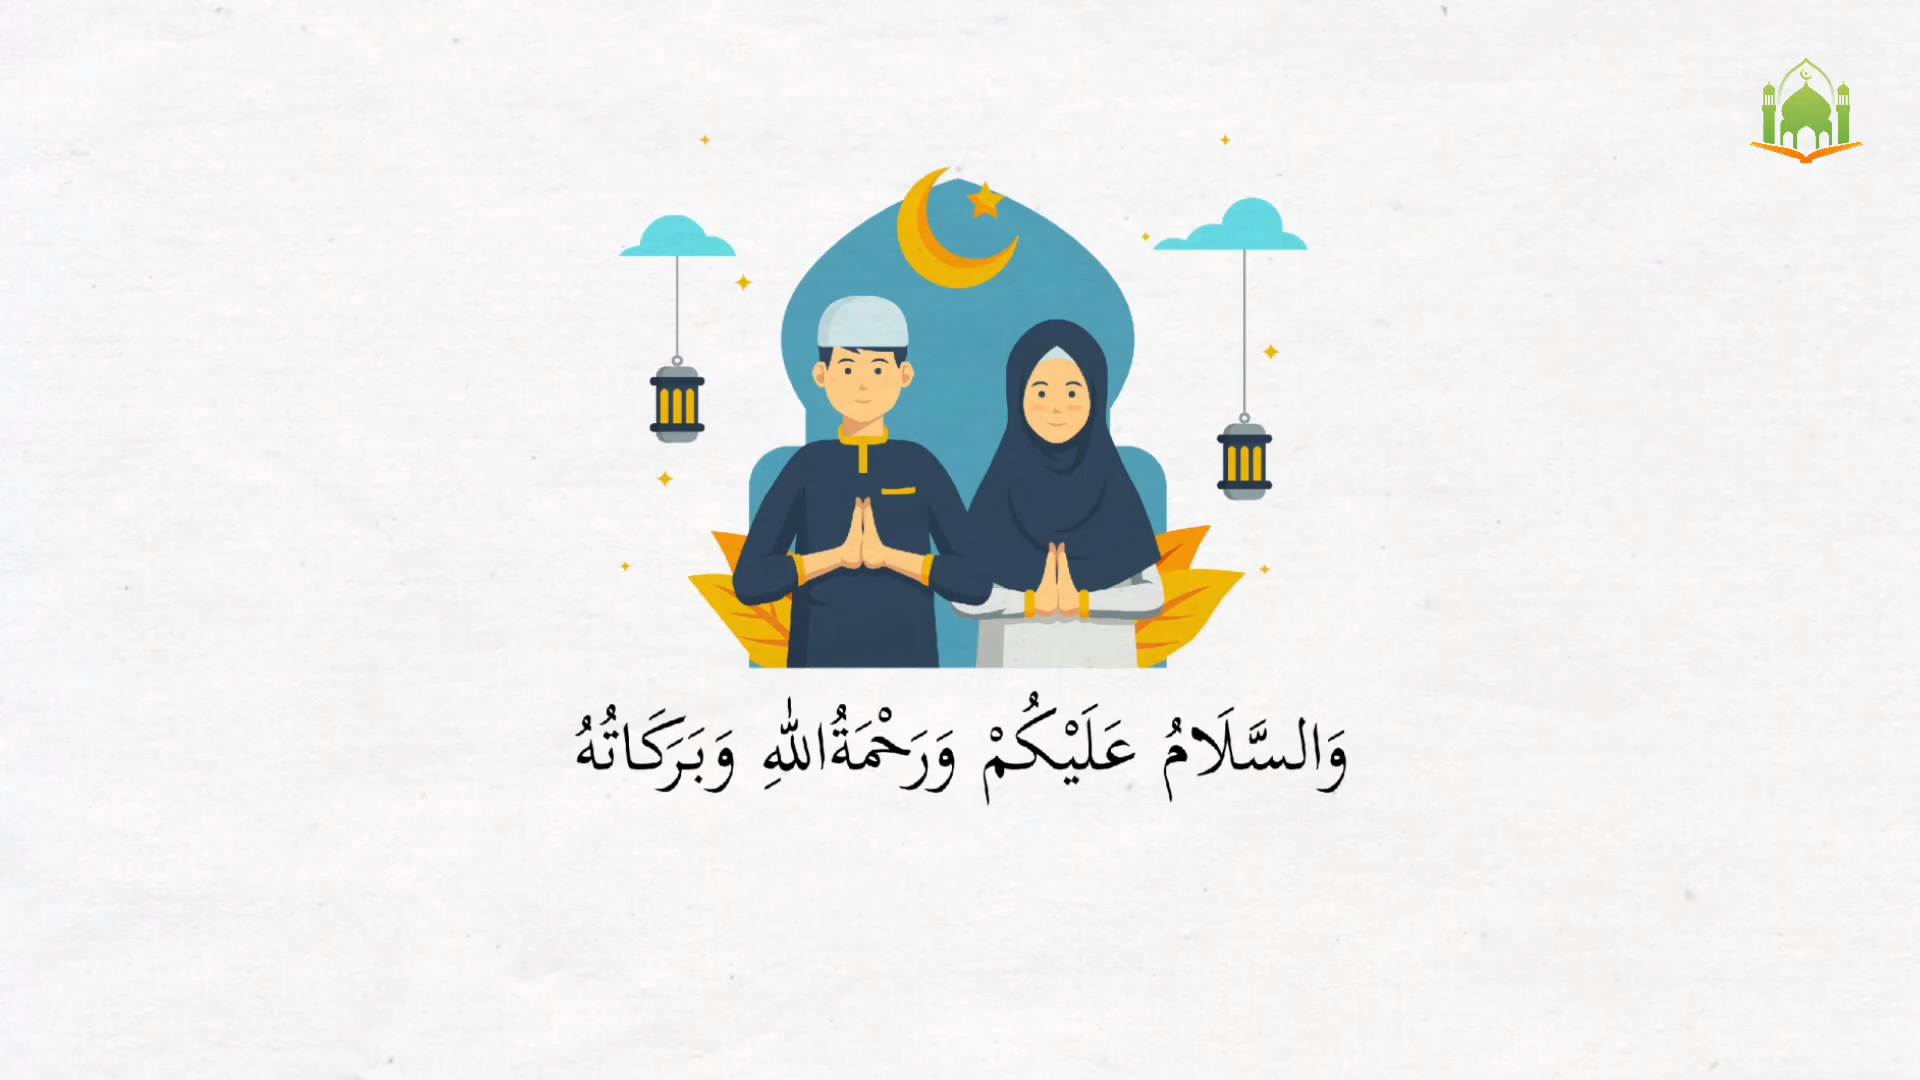 وَالسَّلَامُ عَلَيْكُمْ وَرَحْمَةُاللهِ وَبَرَكَاتُهُ